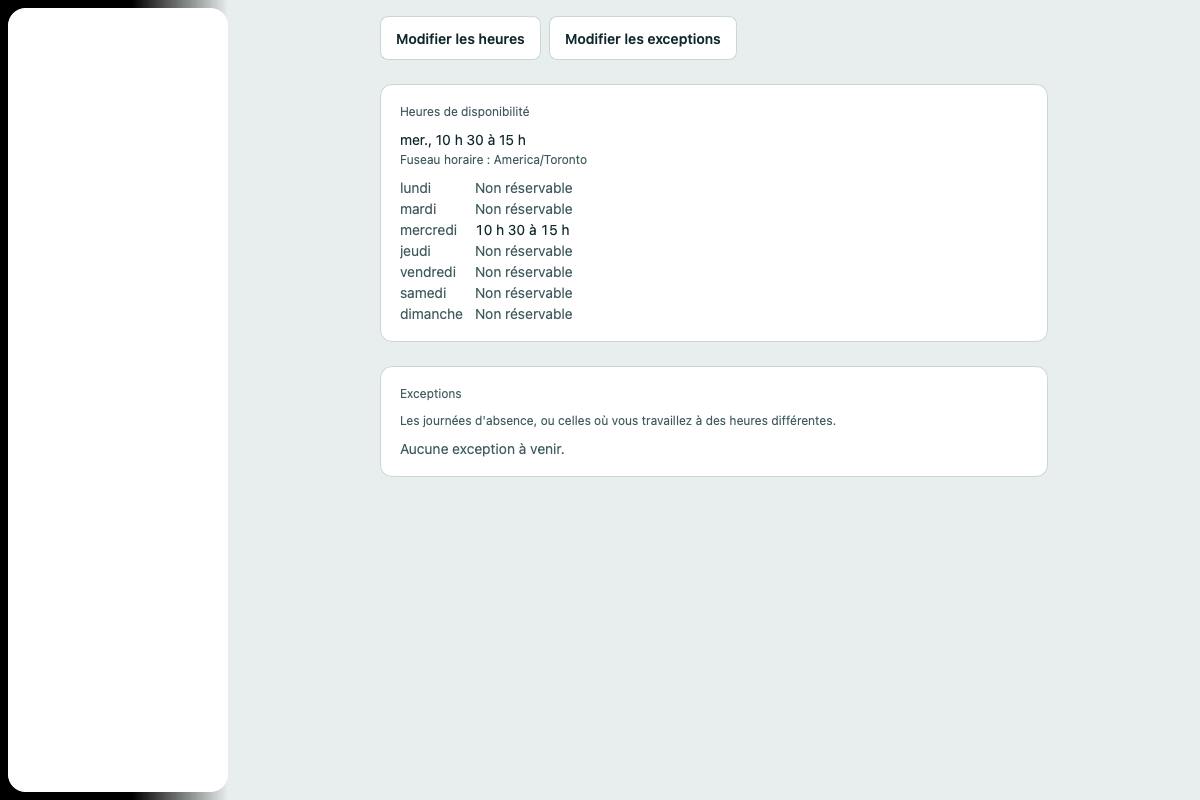 Modifier les heures Modifier les exceptions
Heures de disponibilité
mer., 10 h 30 à 15 h
Fuseau horaire : America/Toronto
lundi Non réservable
mardi Non réservable
mercredi 10 h 30 à 15 h
jeudi Non réservable
vendredi Non réservable
samedi Non réservable
dimanche Non réservable
Exceptions
Les journées d'absence, ou celles où vous travaillez à des heures différentes.
Aucune exception à venir.